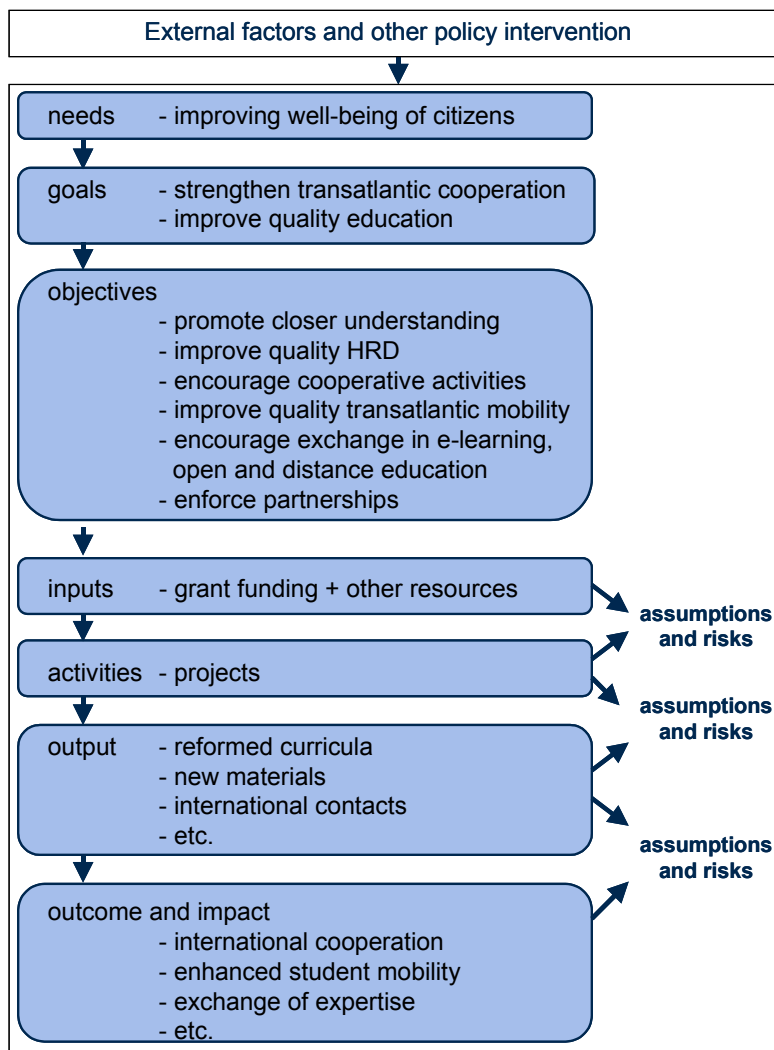 External factors and other policy intervention
needs - improving well-being of citizens
goals - strengthen transatlantic cooperation
- improve quality education
objectives
- promote closer understanding
- improve quality HRD
- encourage cooperative activities
- improve quality transatlantic mobility
- encourage exchange in e-learning,
open and distance education
- enforce partnerships
inputs - grant funding + other resources
assumptions
and risks
activities - projects
assumptions
and risks
output - reformed curricula
- new materials
- international contacts
- etc.
assumptions
and risks
outcome and impact
- international cooperation
- enhanced student mobility
- exchange of expertise
- etc.